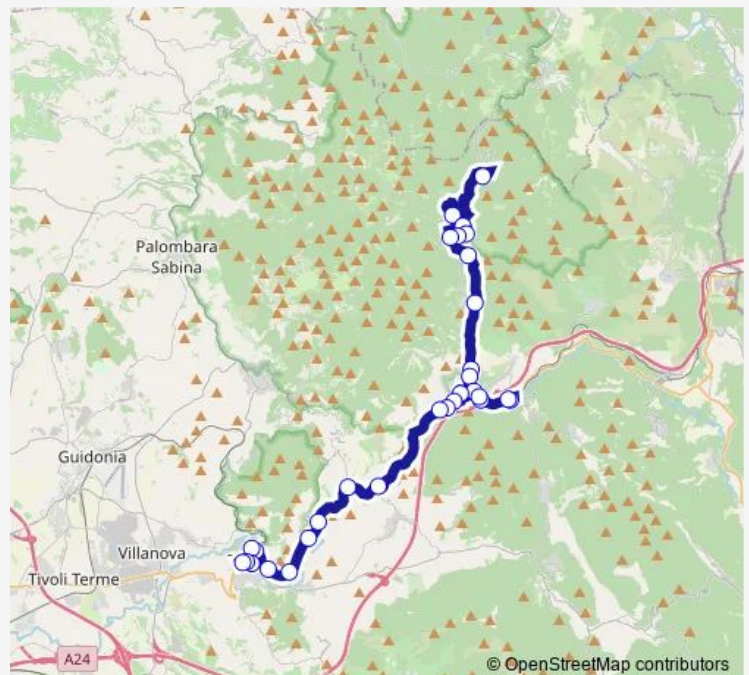 Palombara
Sabina
Guidonia
Villanova
Tivoli Terme
A24
© OpenStreetMap contributors